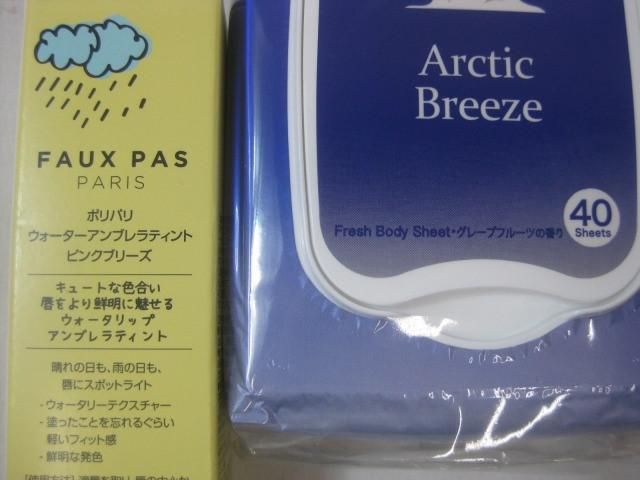 FAUX PAS
PARIS
ポリパリ
ウォーターアンブレラティント
ピンクブリーズ
キュートな色合い
唇をより鮮明に魅せる
ウォータリップ
アンブレラティント
晴れの日も、雨の日も、
唇にスポットライト
- ウォータリーテクスチャー
- 塗ったことを忘れるぐらい
軽いフィット感
- 鮮明な発色
Arctic
Breeze
Fresh Body Sheet・グレープフルーツの香り
40
Sheets